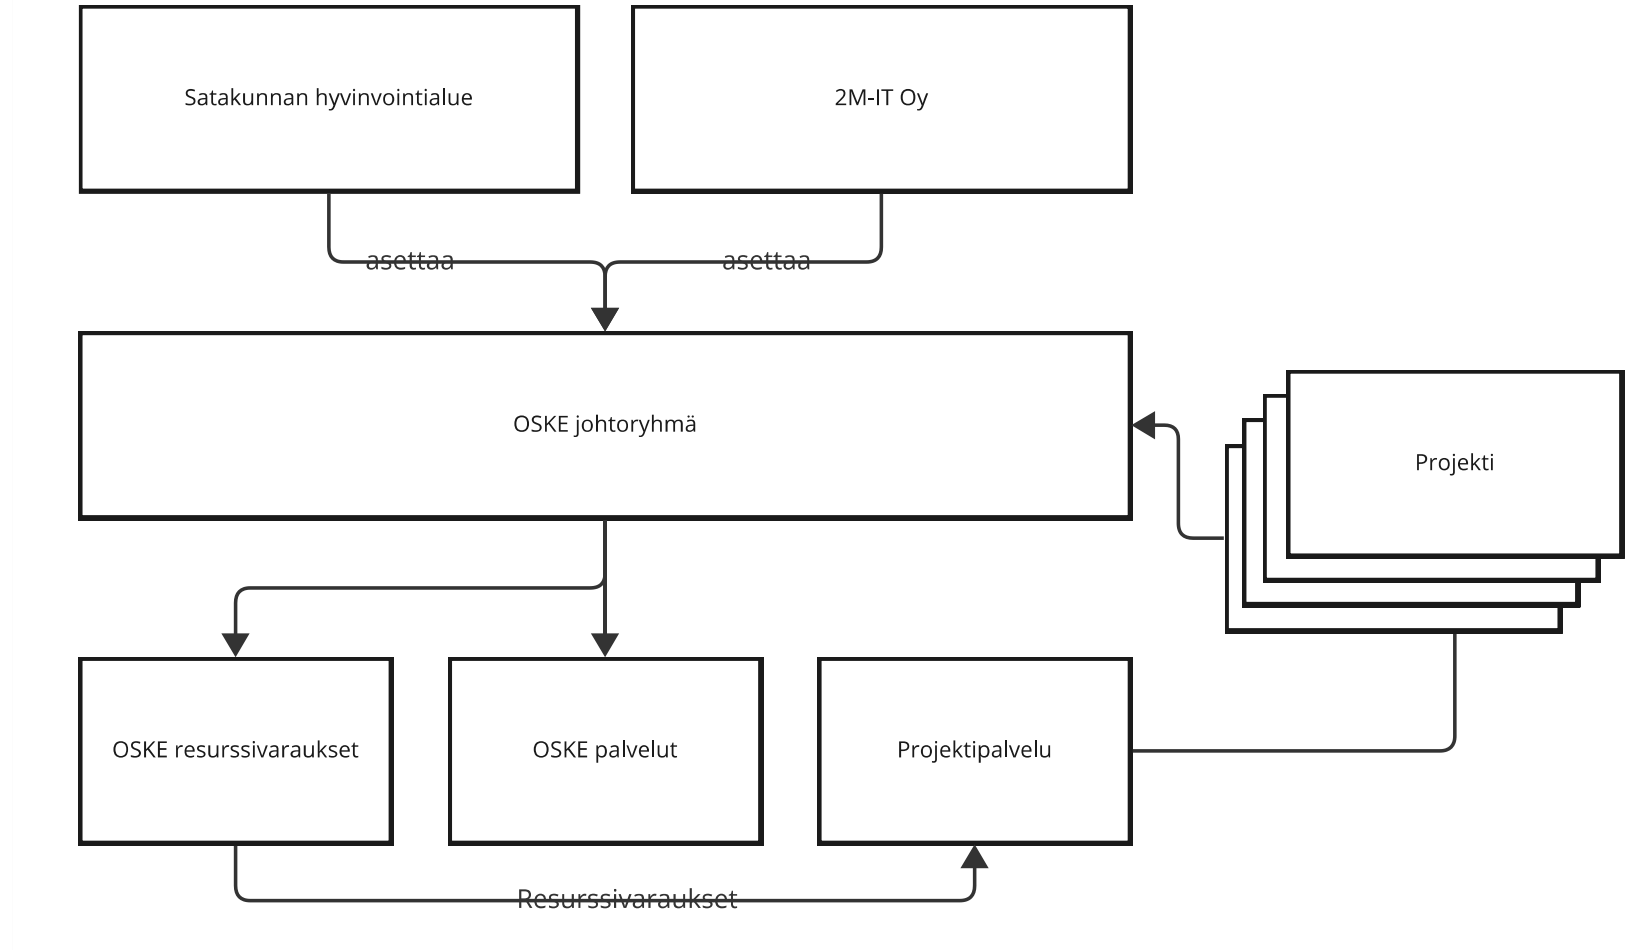 Satakunnan hyvinvointialue
2M-IT Oy
asettaa
asettaa
OSKE johtoryhmä
Projekti
OSKE resurssivaraukset
OSKE palvelut
Projektipalvelu
Resurssivaraukset